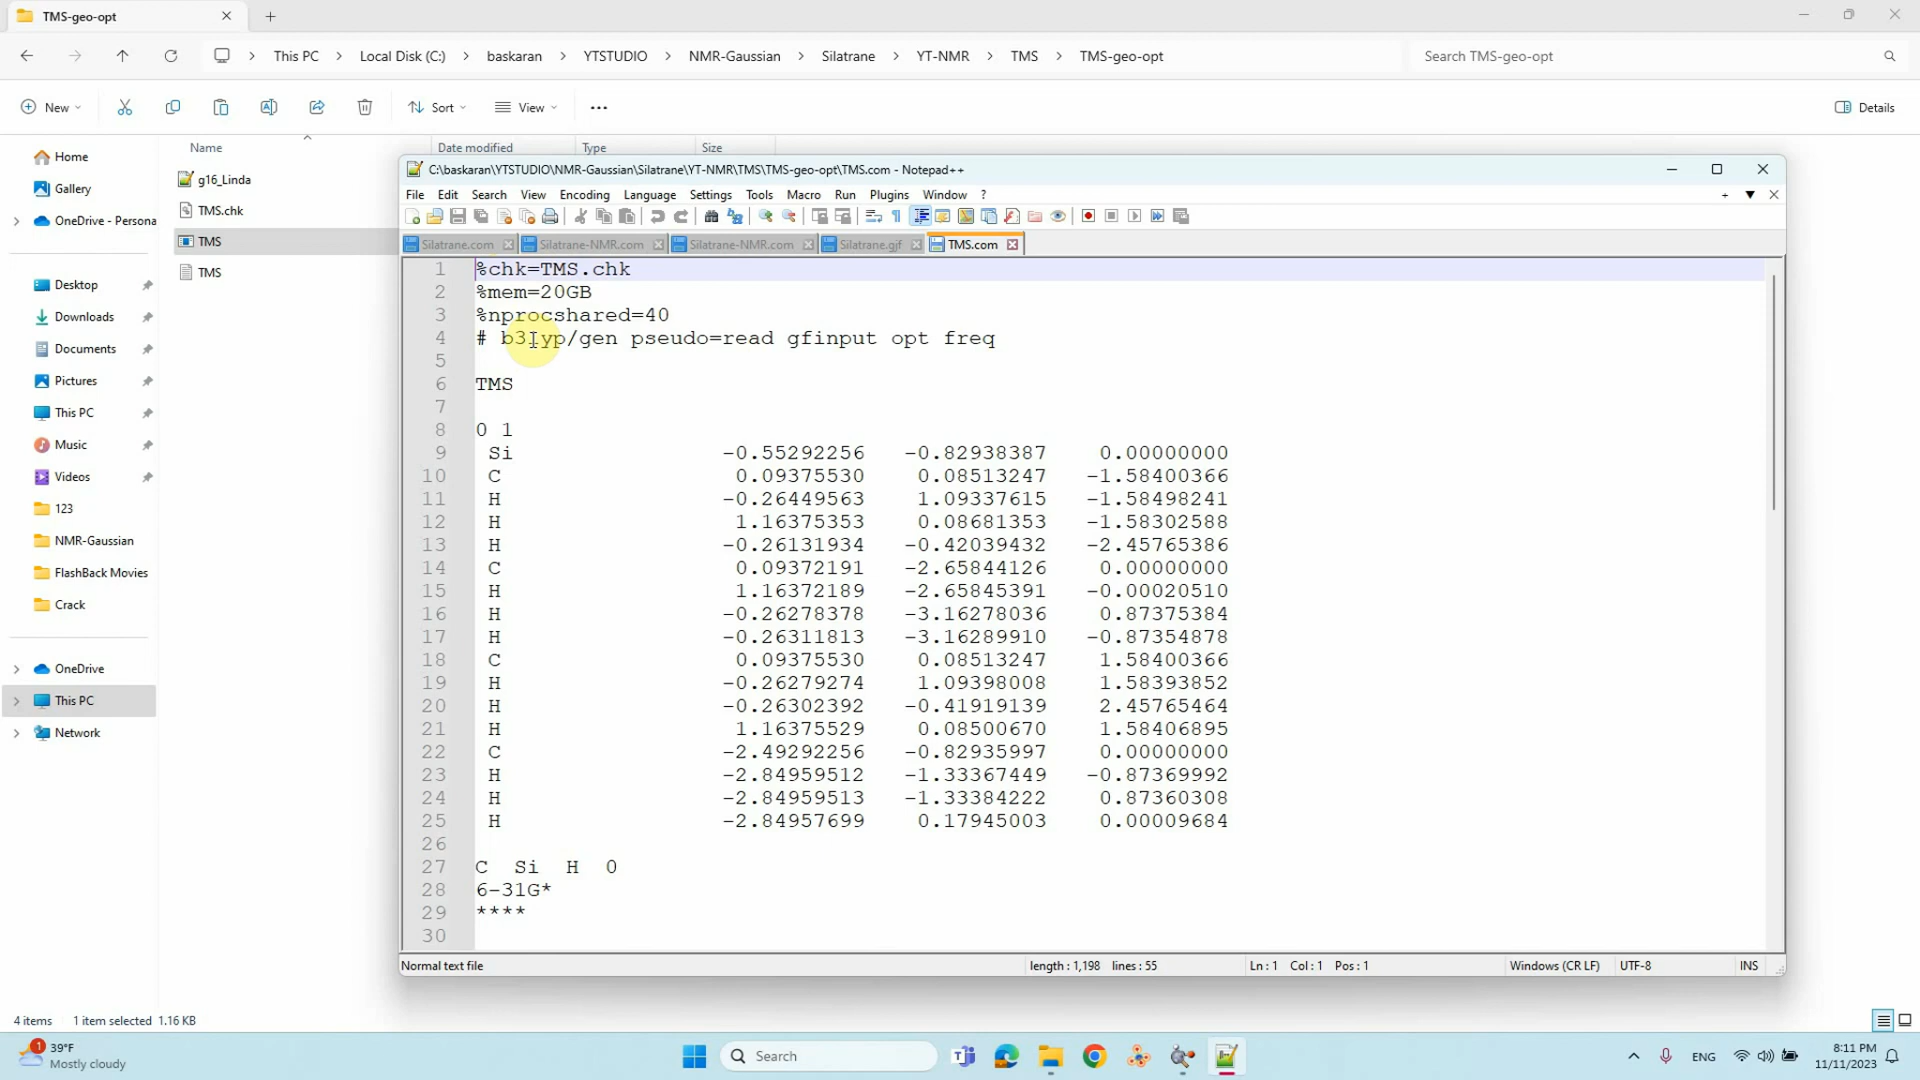 TMS-geo-opt
This PC > Local Disk (C:) > baskaran > YTSTUDIO > NMR-Gaussian > Silatrane > YT-NMR > TMS > TMS-geo-opt
Search TMS-geo-opt
New Sort View Details
Name Date modified Type Size
Home
Gallery
OneDrive - Persona
Desktop
Downloads
Documents
Pictures
This PC
Music
Videos
123
NMR-Gaussian
FlashBack Movies
Crack
OneDrive
This PC
Network
g16_Linda
TMS.chk
TMS
TMS
C:\baskaran\YTSTUDIO\NMR-Gaussian\Silatrane\YT-NMR\TMS\TMS-geo-opt\TMS.com - Notepad++
File Edit Search View Encoding Language Settings Tools Macro Run Plugins Window ?
Silatrane.com Silatrane-NMR.com Silatrane-NMR.com Silatrane.gjf TMS.com
1 %chk=TMS.chk
2 %mem=20GB
3 %nprocshared=40
4 # b3lyp/gen pseudo=read gfinput opt freq
5
6 TMS
7
8 0 1
9 Si -0.55292256 -0.82938387 0.00000000
10 C 0.09375530 0.08513247 -1.58400366
11 H -0.26449563 1.09337615 -1.58498241
12 H 1.16375353 0.08681353 -1.58302588
13 H -0.26131934 -0.42039432 -2.45765386
14 C 0.09372191 -2.65844126 0.00000000
15 H 1.16372189 -2.65845391 -0.00020510
16 H -0.26278378 -3.16278036 0.87375384
17 H -0.26311813 -3.16289910 -0.87354878
18 C 0.09375530 0.08513247 1.58400366
19 H -0.26279274 1.09398008 1.58393852
20 H -0.26302392 -0.41919139 2.45765464
21 H 1.16375529 0.08500670 1.58406895
22 C -2.49292256 -0.82935997 0.00000000
23 H -2.84959512 -1.33367449 -0.87369992
24 H -2.84959513 -1.33384222 0.87360308
25 H -2.84957699 0.17945003 0.00009684
26
27 C Si H 0
28 6-31G*
29 ****
30
Normal text file length : 1,198 lines : 55 Ln : 1 Col : 1 Pos : 1 Windows (CR LF) UTF-8 INS
4 items 1 item selected 1.16 KB
1
39°F
Mostly cloudy
Search
ENG
8:11 PM
11/11/2023